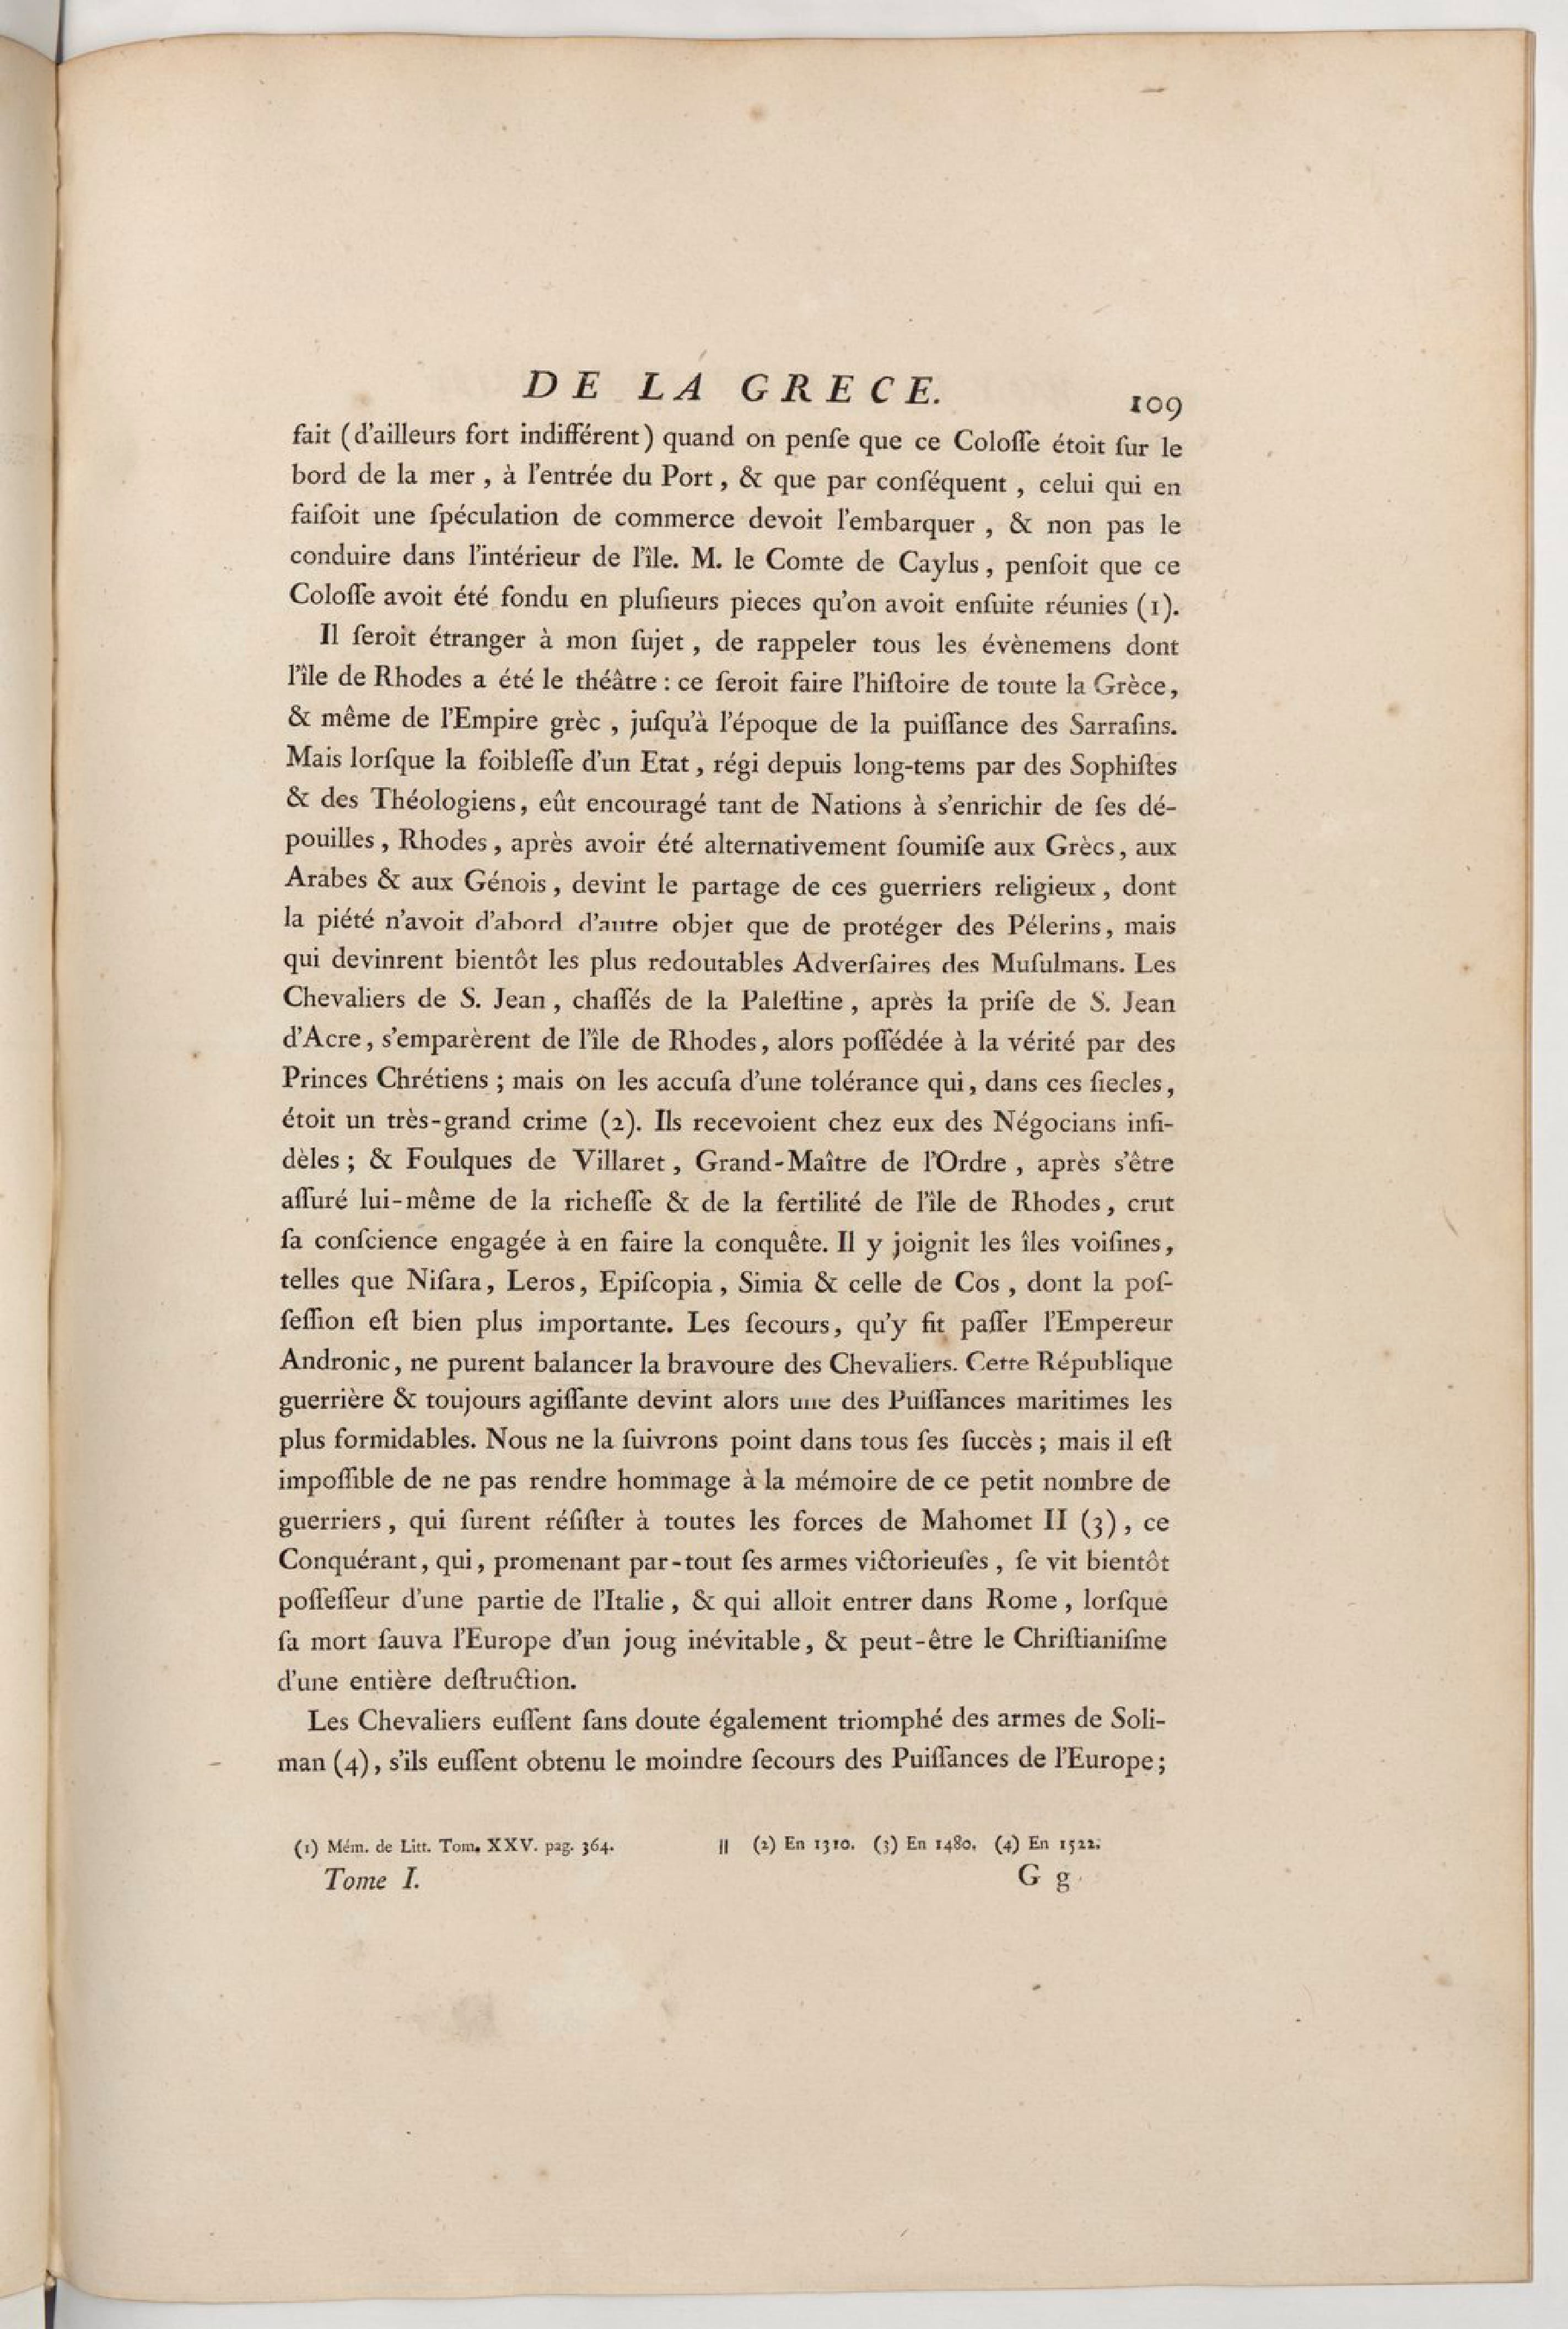 DE LA GRECE. 109
fait (d'ailleurs fort indifférent) quand on penſe que ce Coloſſe étoit ſur le
bord de la mer, à l'entrée du Port, & que par conſéquent, celui qui en
faiſoit une ſpéculation de commerce devoit l'embarquer, & non pas le
conduire dans l'intérieur de l'île. M. le Comte de Caylus, penſoit que ce
Coloſſe avoit été fondu en pluſieurs pieces qu'on avoit enſuite réunies (1).
Il ſeroit étranger à mon ſujet, de rappeler tous les évènemens dont
l'île de Rhodes a été le théâtre : ce ſeroit faire l'hiſtoire de toute la Grèce,
& même de l'Empire grèc, juſqu'à l'époque de la puiſſance des Sarraſins.
Mais lorſque la foibleſſe d'un Etat, régi depuis long-tems par des Sophiſtes
& des Théologiens, eût encouragé tant de Nations à s'enrichir de ſes dé-
pouilles, Rhodes, après avoir été alternativement ſoumiſe aux Grècs, aux
Arabes & aux Génois, devint le partage de ces guerriers religieux, dont
la piété n'avoit d'abord d'autre objet que de protéger des Pélerins, mais
qui devinrent bientôt les plus redoutables Adverſaires des Muſulmans. Les
Chevaliers de S. Jean, chaſſés de la Paleſtine, après la priſe de S. Jean
d'Acre, s'emparèrent de l'île de Rhodes, alors poſſédée à la vérité par des
Princes Chrétiens ; mais on les accuſa d'une tolérance qui, dans ces ſiecles,
étoit un très-grand crime (2). Ils recevoient chez eux des Négocians infi-
dèles ; & Foulques de Villaret, Grand-Maître de l'Ordre, après s'être
aſſuré lui-même de la richeſſe & de la fertilité de l'île de Rhodes, crut
ſa conſcience engagée à en faire la conquête. Il y joignit les îles voiſines,
telles que Niſara, Leros, Epiſcopia, Simia & celle de Cos, dont la poſ-
ſeſſion eſt bien plus importante. Les ſecours, qu'y fit paſſer l'Empereur
Andronic, ne purent balancer la bravoure des Chevaliers. Cette République
guerrière & toujours agiſſante devint alors une des Puiſſances maritimes les
plus formidables. Nous ne la ſuivrons point dans tous ſes ſuccès ; mais il eſt
impoſſible de ne pas rendre hommage à la mémoire de ce petit nombre de
guerriers, qui ſurent réſiſter à toutes les forces de Mahomet II (3), ce
Conquérant, qui, promenant par-tout ſes armes victorieuſes, ſe vit bientôt
poſſeſſeur d'une partie de l'Italie, & qui alloit entrer dans Rome, lorſque
ſa mort ſauva l'Europe d'un joug inévitable, & peut-être le Chriſtianiſme
d'une entière deſtruction.
Les Chevaliers euſſent ſans doute également triomphé des armes de Soli-
man (4), s'ils euſſent obtenu le moindre ſecours des Puiſſances de l'Europe;
(1) Mém. de Litt. Tom. XXV. pag. 364. || (2) En 1310. (3) En 1480. (4) En 1522.
Tome I. G g